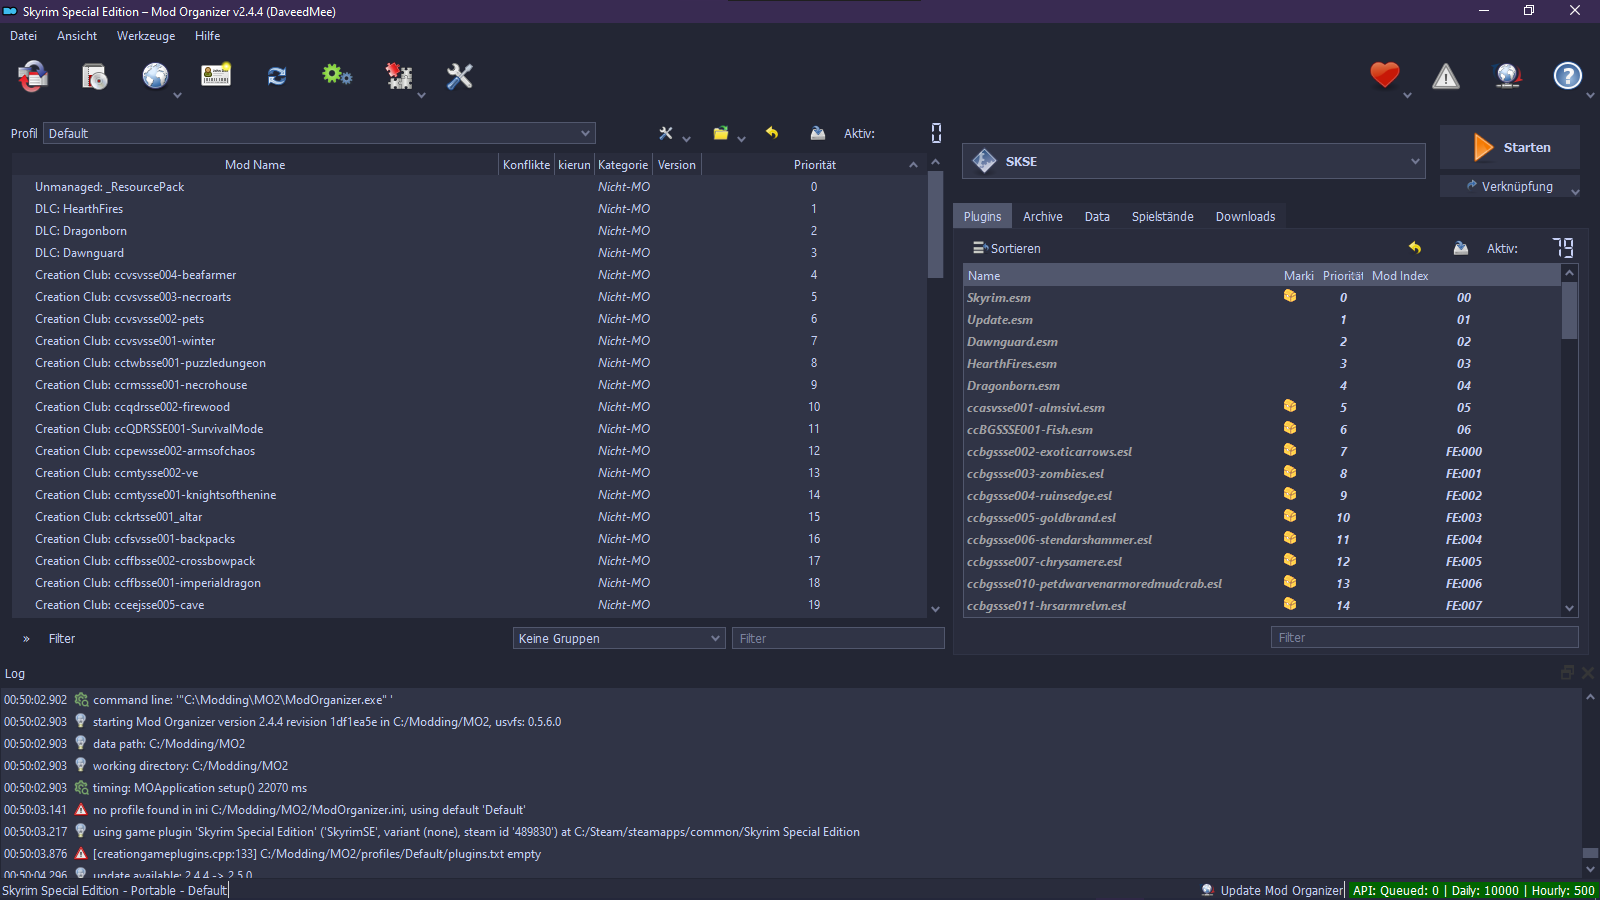 Skyrim Special Edition – Mod Organizer v2.4.4 (DaveedMee)
Datei Ansicht Werkzeuge Hilfe
Profil Default Aktiv: 0
Mod Name Konflikte kierun Kategorie Version Priorität
Unmanaged: _ResourcePack Nicht-MO 0
DLC: HearthFires Nicht-MO 1
DLC: Dragonborn Nicht-MO 2
DLC: Dawnguard Nicht-MO 3
Creation Club: ccvsvsse004-beafarmer Nicht-MO 4
Creation Club: ccvsvsse003-necroarts Nicht-MO 5
Creation Club: ccvsvsse002-pets Nicht-MO 6
Creation Club: ccvsvsse001-winter Nicht-MO 7
Creation Club: cctwbsse001-puzzledungeon Nicht-MO 8
Creation Club: ccrmssse001-necrohouse Nicht-MO 9
Creation Club: ccqdrsse002-firewood Nicht-MO 10
Creation Club: ccQDRSSE001-SurvivalMode Nicht-MO 11
Creation Club: ccpewsse002-armsofchaos Nicht-MO 12
Creation Club: ccmtysse002-ve Nicht-MO 13
Creation Club: ccmtysse001-knightsofthenine Nicht-MO 14
Creation Club: cckrtsse001_altar Nicht-MO 15
Creation Club: ccfsvsse001-backpacks Nicht-MO 16
Creation Club: ccffbsse002-crossbowpack Nicht-MO 17
Creation Club: ccffbsse001-imperialdragon Nicht-MO 18
Creation Club: cceejsse005-cave Nicht-MO 19
» Filter Keine Gruppen Filter
SKSE
Starten
Verknüpfung
Plugins Archive Data Spielstände Downloads
Sortieren Aktiv: 79
Name Marki Priorität Mod Index
Skyrim.esm 0 00
Update.esm 1 01
Dawnguard.esm 2 02
HearthFires.esm 3 03
Dragonborn.esm 4 04
ccasvsse001-almsivi.esm 5 05
ccBGSSSE001-Fish.esm 6 06
ccbgssse002-exoticarrows.esl 7 FE:000
ccbgssse003-zombies.esl 8 FE:001
ccbgssse004-ruinsedge.esl 9 FE:002
ccbgssse005-goldbrand.esl 10 FE:003
ccbgssse006-stendarshammer.esl 11 FE:004
ccbgssse007-chrysamere.esl 12 FE:005
ccbgssse010-petdwarvenarmoredmudcrab.esl 13 FE:006
ccbgssse011-hrsarmrelvn.esl 14 FE:007
Filter
Log
00:50:02.902 command line: '"C:\Modding\MO2\ModOrganizer.exe" '
00:50:02.903 starting Mod Organizer version 2.4.4 revision 1df1ea5e in C:/Modding/MO2, usvfs: 0.5.6.0
00:50:02.903 data path: C:/Modding/MO2
00:50:02.903 working directory: C:/Modding/MO2
00:50:02.903 timing: MOApplication setup() 22070 ms
00:50:03.141 no profile found in ini C:/Modding/MO2/ModOrganizer.ini, using default 'Default'
00:50:03.217 using game plugin 'Skyrim Special Edition' ('SkyrimSE', variant (none), steam id '489830') at C:/Steam/steamapps/common/Skyrim Special Edition
00:50:03.876 [creationgameplugins.cpp:133] C:/Modding/MO2/profiles/Default/plugins.txt empty
00:50:04.296 update available: 2.4.4 -> 2.5.0
Skyrim Special Edition - Portable - Default Update Mod Organizer API: Queued: 0 | Daily: 10000 | Hourly: 500